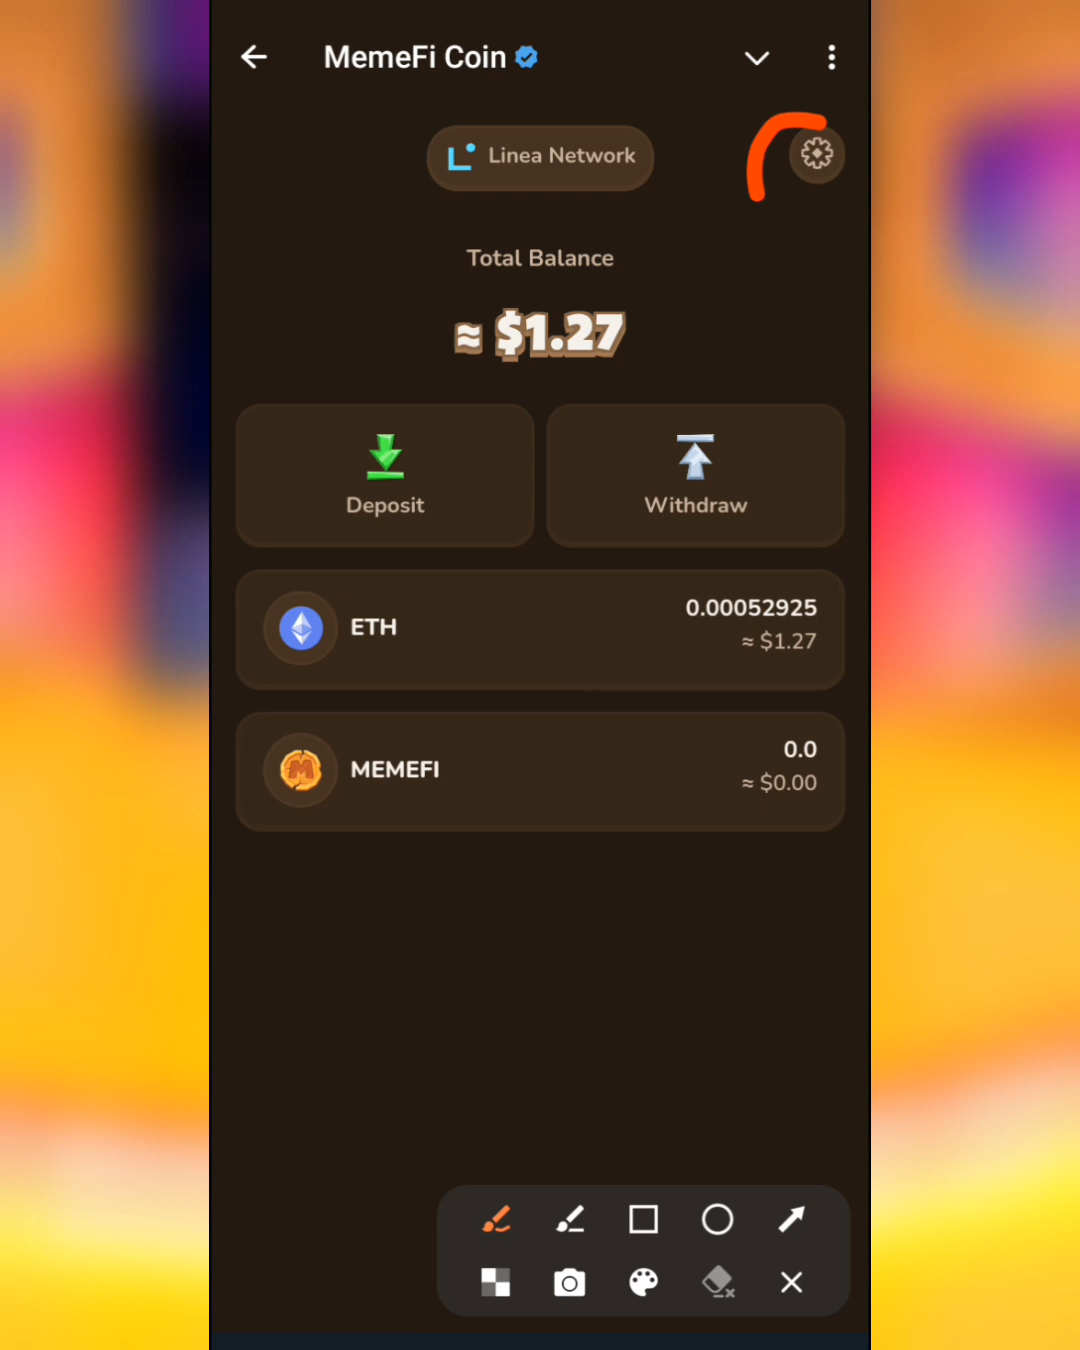 MemeFi Coin
Linea Network
Total Balance
≈ $1.27
Deposit
Withdraw
ETH
0.00052925
≈ $1.27
MEMEFI
0.0
≈ $0.00